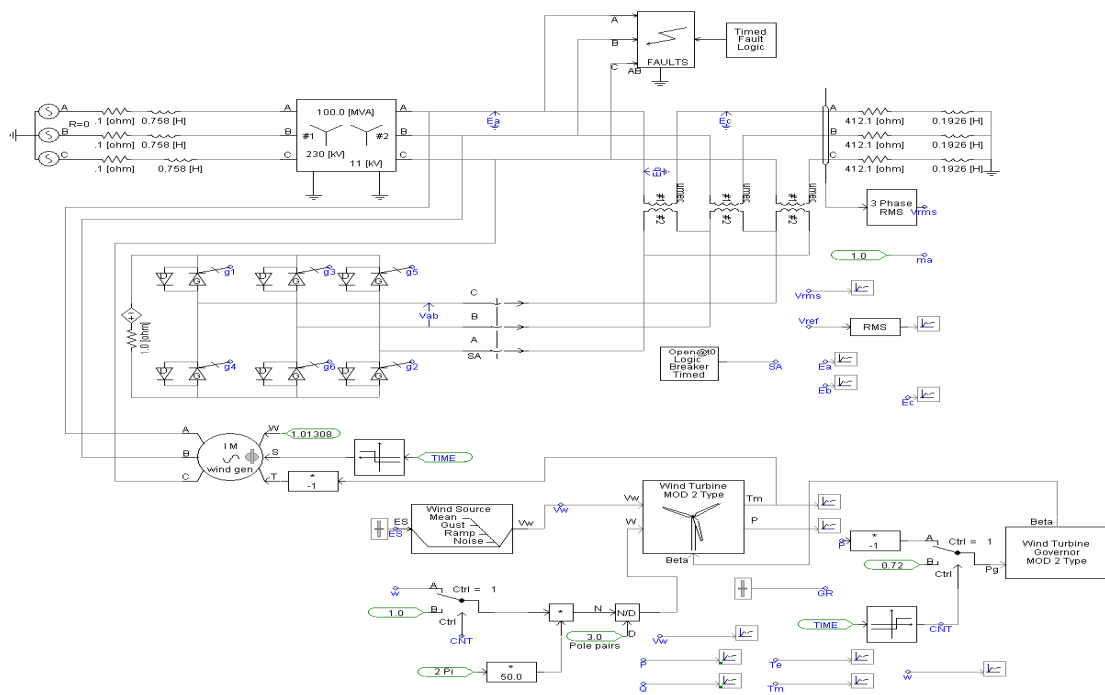 A
B
C
AB
FAULTS
Timed
Fault
Logic
A
R=0
B
C
.1 [ohm]
0.758 [H]
.1 [ohm]
0.758 [H]
.1 [ohm]
0.758 [H]
A
B
C
100.0 [MVA]
#1
#2
230 [kV]
11 [kV]
A
B
C
Ea
Ec
Eb
#1
#2
umec
#1
#2
umec
#1
#2
umec
A
B
C
412.1 [ohm]
0.1926 [H]
412.1 [ohm]
0.1926 [H]
412.1 [ohm]
0.1926 [H]
3 Phase
RMS
Vrms
1.0
ma
Vrms
Vref
RMS
Ea
Eb
Ec
D
G
g1
D
G
g3
D
G
g5
1.0 [ohm]
D
G
g4
D
G
g6
D
G
g2
Vab
C
B
A
SA
Open@t0
Logic
Breaker
Timed
SA
A
B
C
I M
wind gen
W
S
T
1.01308
TIME
*
-1
ES
ES
Wind Source
Mean
Gust
Ramp
Noise
Vw
Vw
Vw
W
Wind Turbine
MOD 2 Type
Tm
P
Beta
P
*
-1
0.72
A
B
Ctrl = 1
Ctrl
Pg
Beta
Wind Turbine
Governor
MOD 2 Type
GR
TIME
CNT
w
1.0
A
B
Ctrl = 1
Ctrl
CNT
*
N
N/D
D
3.0
Pole pairs
2 Pi
*
50.0
Vw
P
Q
Te
Tm
w